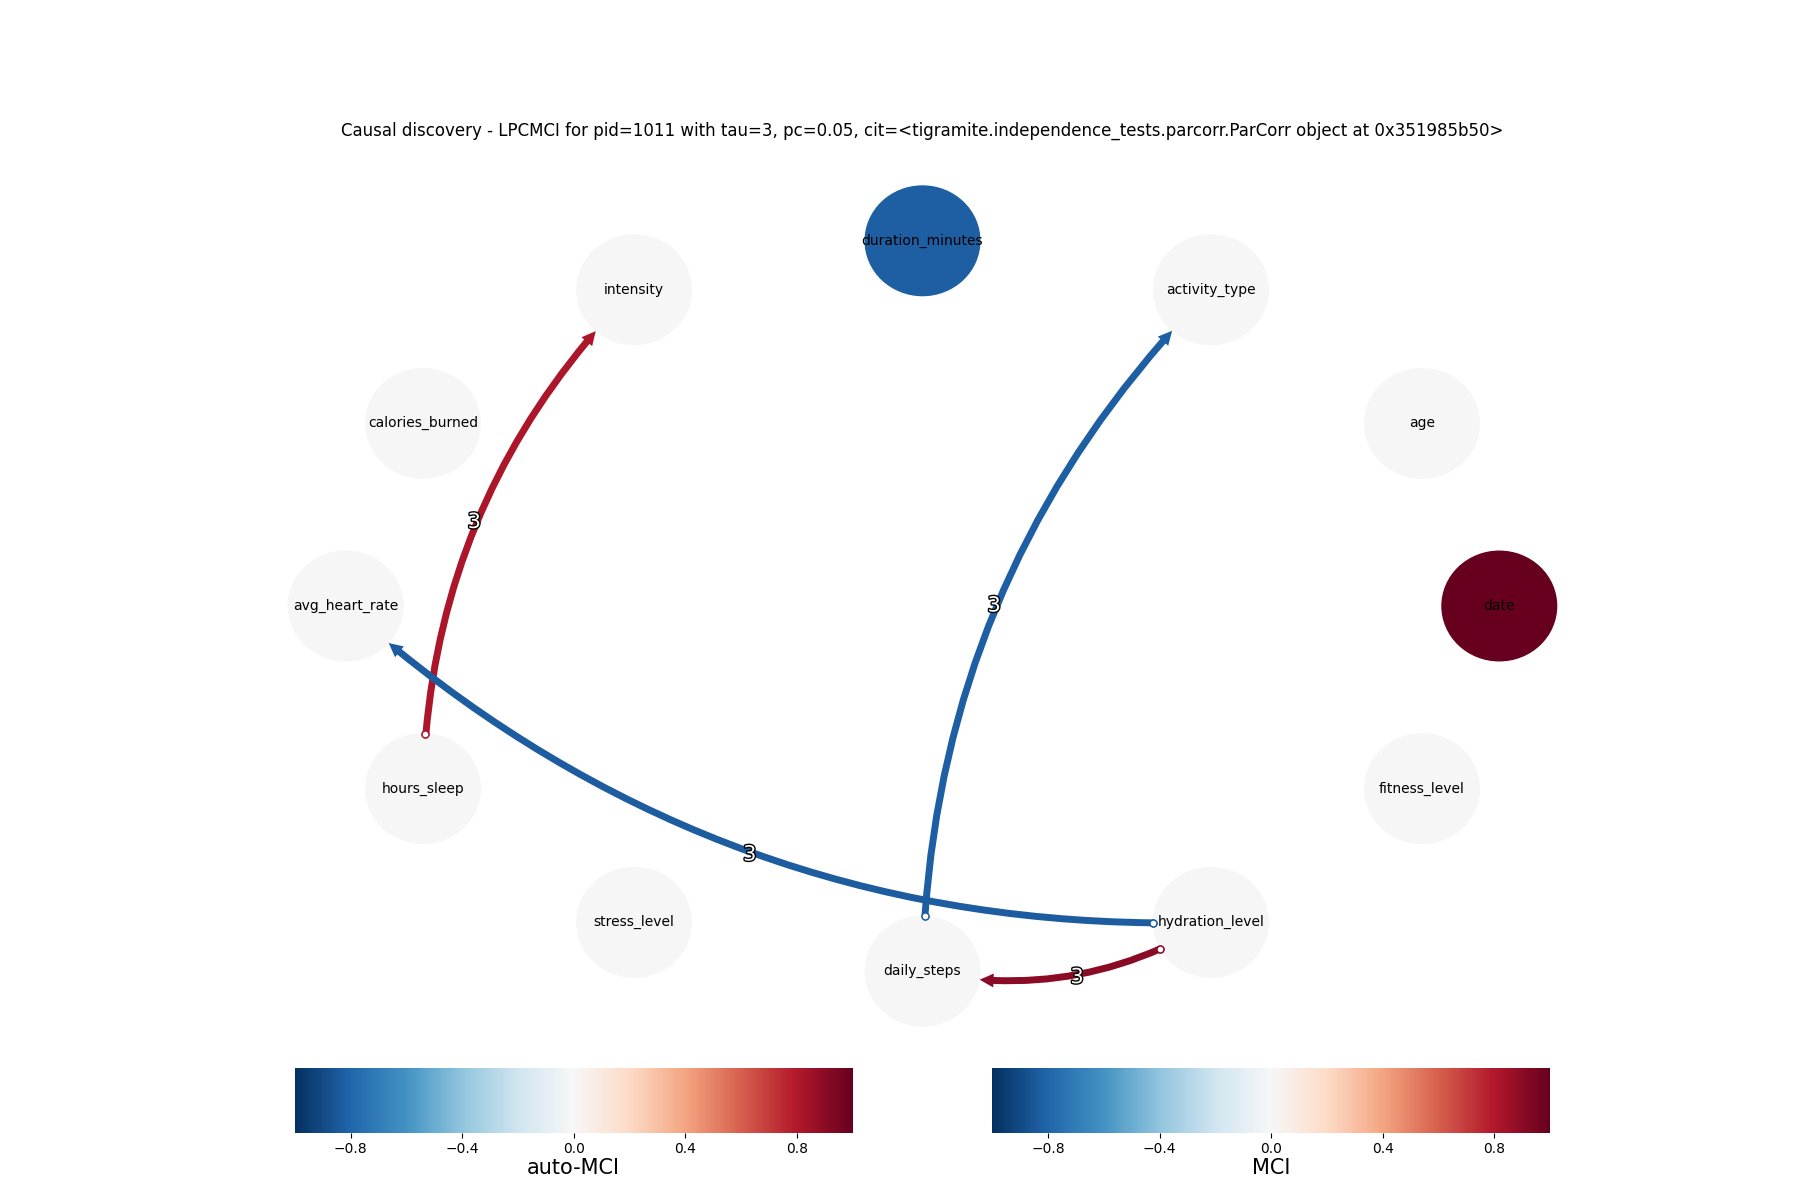 Causal discovery - LPCMCI for pid=1011 with tau=3, pc=0.05, cit=<tigramite.independence_tests.parcorr.ParCorr object at 0x351985b50>
duration_minutes
intensity
activity_type
calories_burned
age
3
3
avg_heart_rate
date
hours_sleep
fitness_level
3
stress_level
hydration_level
daily_steps
3
−0.8 −0.4 0.0 0.4 0.8
auto-MCI
−0.8 −0.4 0.0 0.4 0.8
MCI